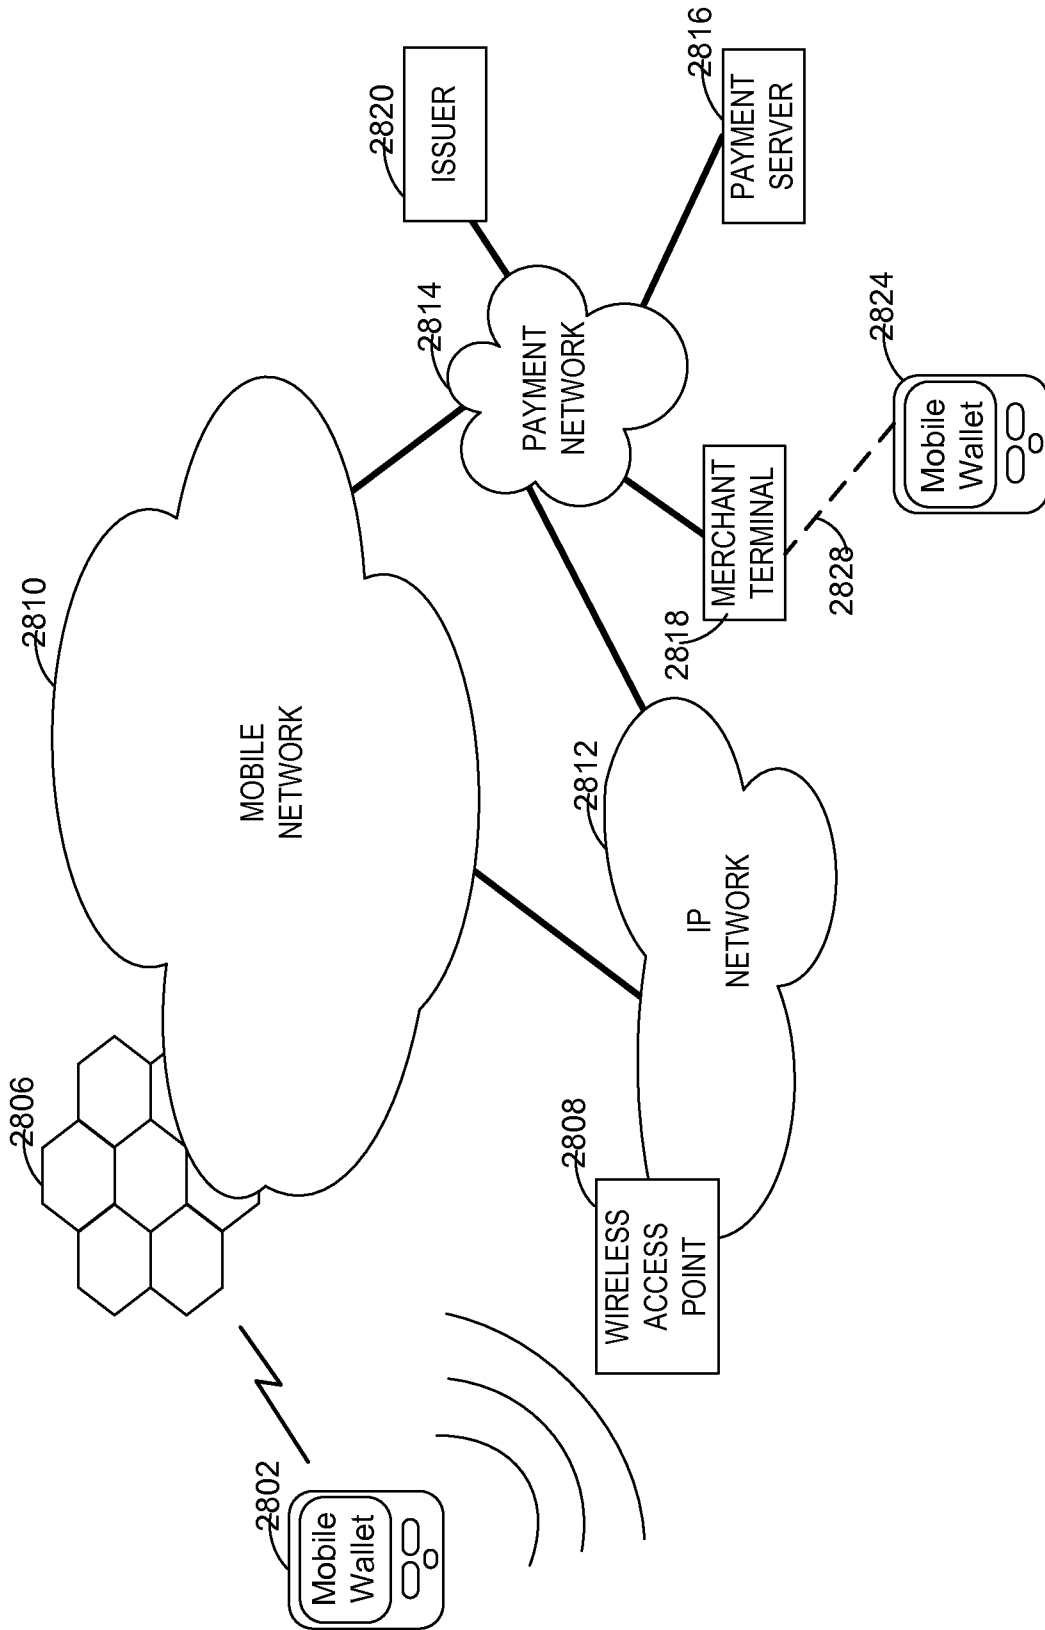 2802
Mobile
Wallet
2806
2810
MOBILE
NETWORK
2808
WIRELESS
ACCESS
POINT
2812
IP
NETWORK
2814
PAYMENT
NETWORK
2820
ISSUER
2816
PAYMENT
SERVER
2818
MERCHANT
TERMINAL
2828
2824
Mobile
Wallet